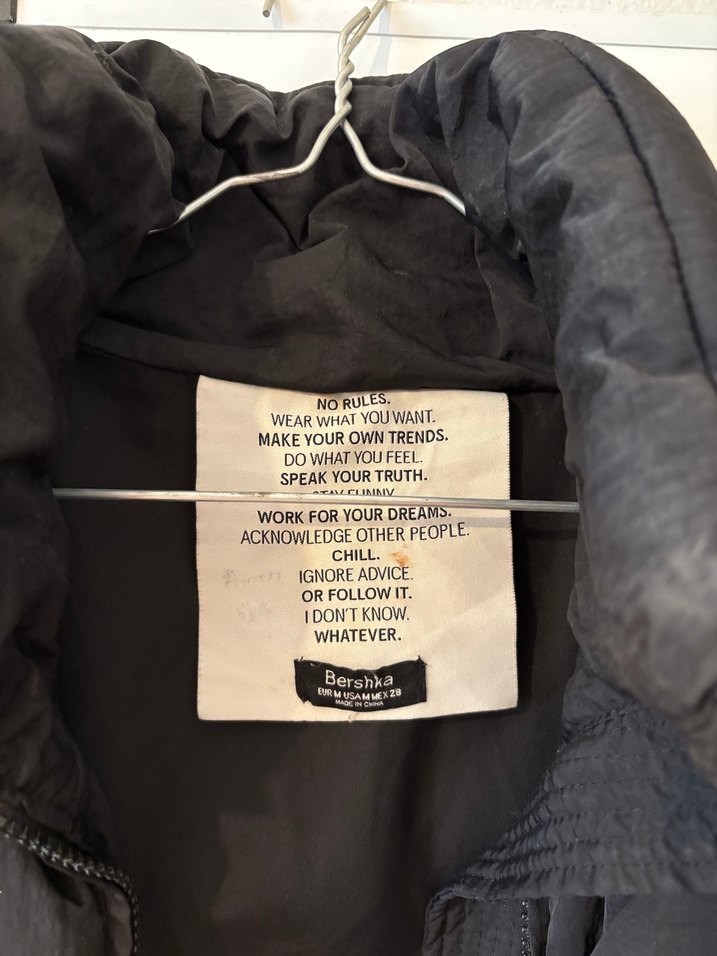 NO RULES.
WEAR WHAT YOU WANT.
MAKE YOUR OWN TRENDS.
DO WHAT YOU FEEL.
SPEAK YOUR TRUTH.
STAY FUNNY
WORK FOR YOUR DREAMS.
ACKNOWLEDGE OTHER PEOPLE.
CHILL.
IGNORE ADVICE.
OR FOLLOW IT.
I DON'T KNOW.
WHATEVER.
Bershka
EUR M USA M MEX 28
MADE IN CHINA